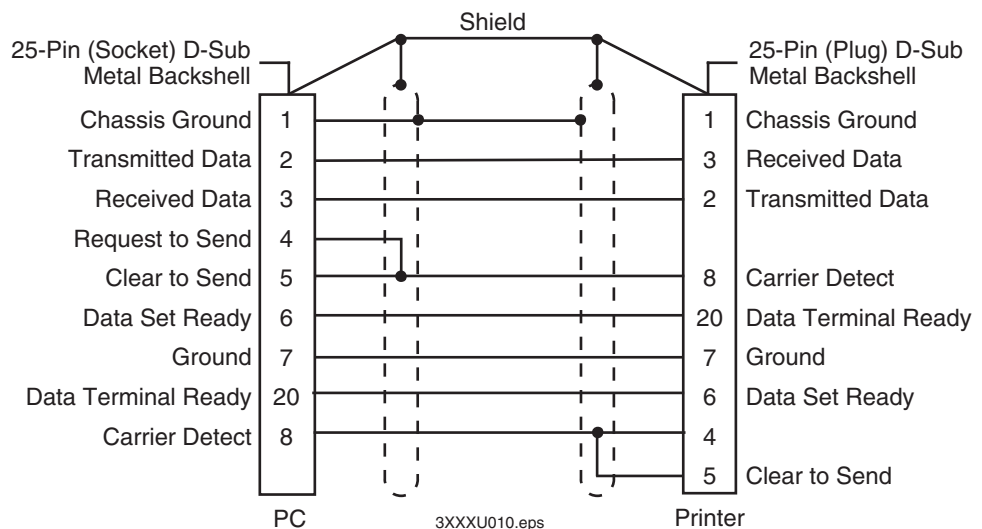 Shield
25-Pin (Socket) D-Sub
Metal Backshell
25-Pin (Plug) D-Sub
Metal Backshell
Chassis Ground 1 1 Chassis Ground
Transmitted Data 2 3 Received Data
Received Data 3 2 Transmitted Data
Request to Send 4
Clear to Send 5 8 Carrier Detect
Data Set Ready 6 20 Data Terminal Ready
Ground 7 7 Ground
Data Terminal Ready 20 6 Data Set Ready
Carrier Detect 8 4
5 Clear to Send
PC 3XXXU010.eps Printer